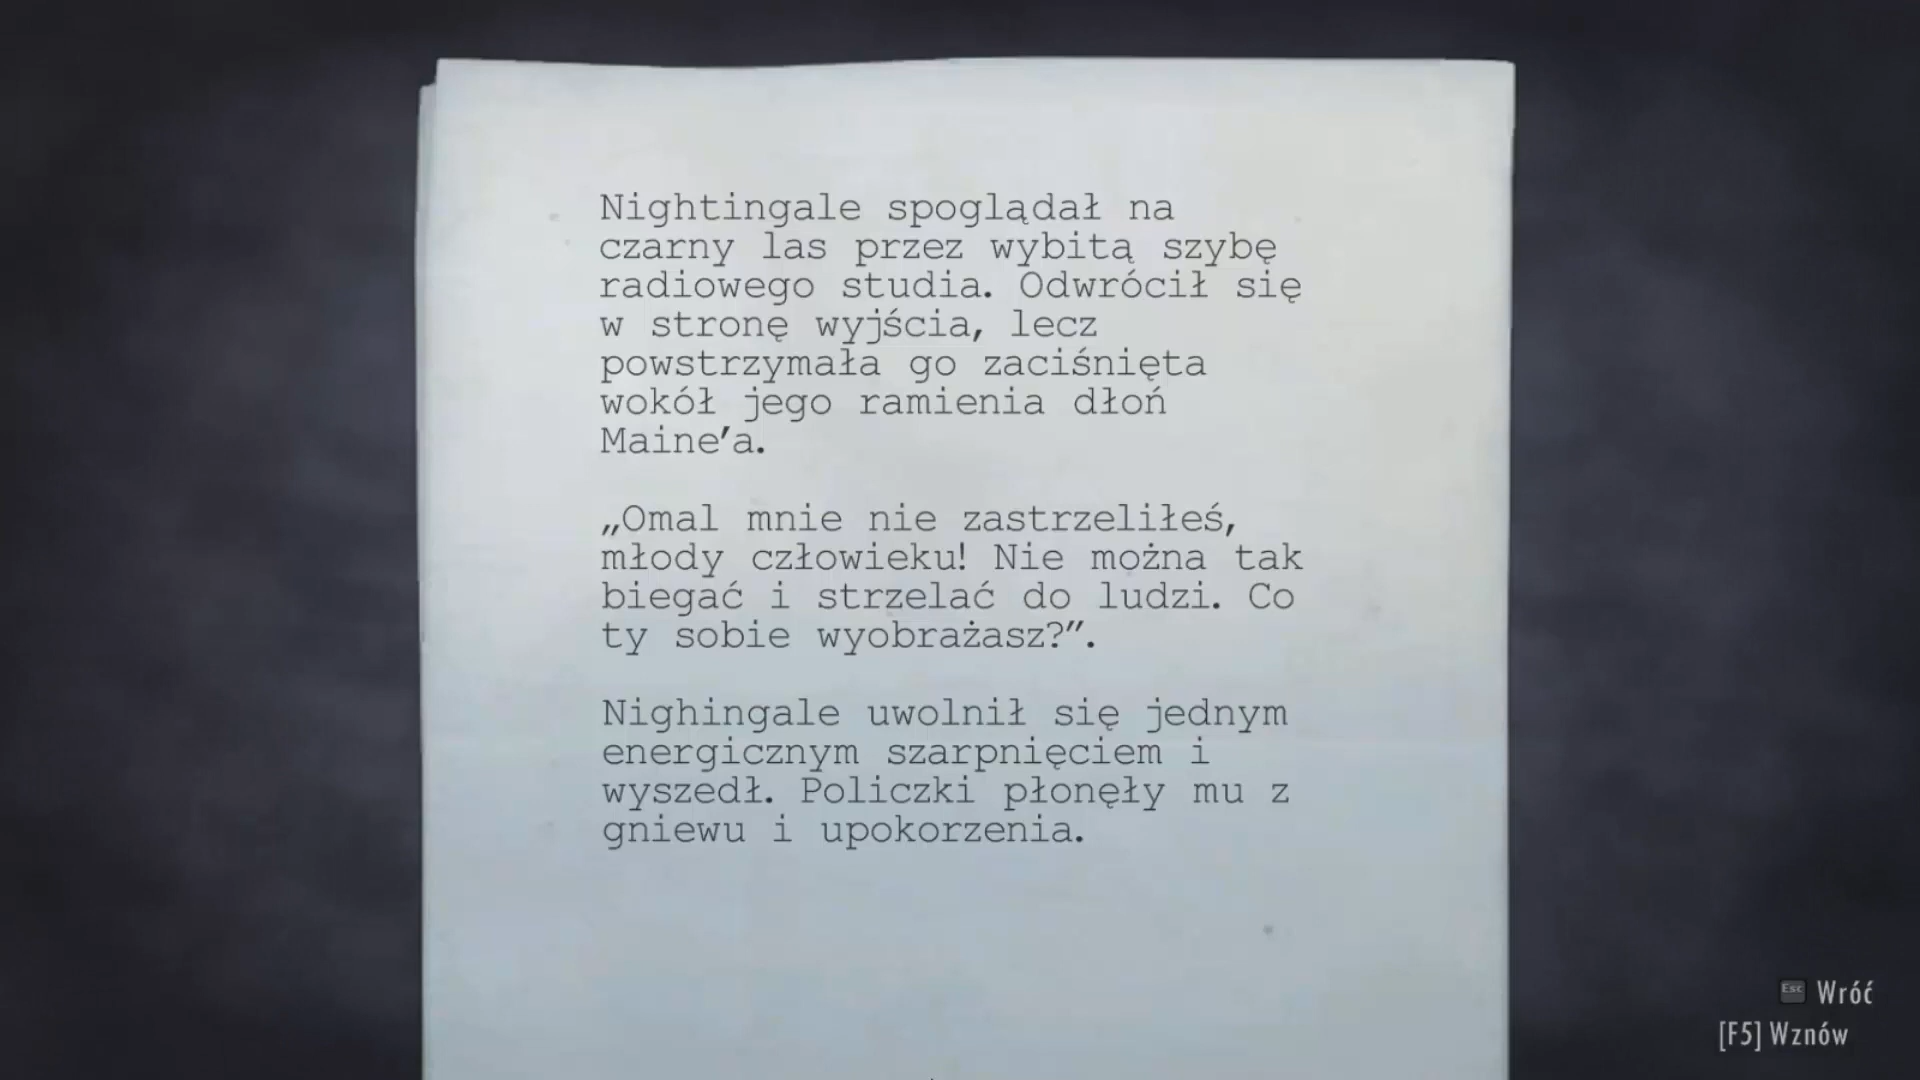 Nightingale spoglądał na
czarny las przez wybitą szybę
radiowego studia. Odwrócił się
w stronę wyjścia, lecz
powstrzymała go zaciśnięta
wokół jego ramienia dłoń
Maine'a.
„Omal mnie nie zastrzeliłeś,
młody człowieku! Nie można tak
biegać i strzelać do ludzi. Co
ty sobie wyobrażasz?”.
Nighingale uwolnił się jednym
energicznym szarpnięciem i
wyszedł. Policzki płonęły mu z
gniewu i upokorzenia.
Esc Wróć
[F5] Wznów